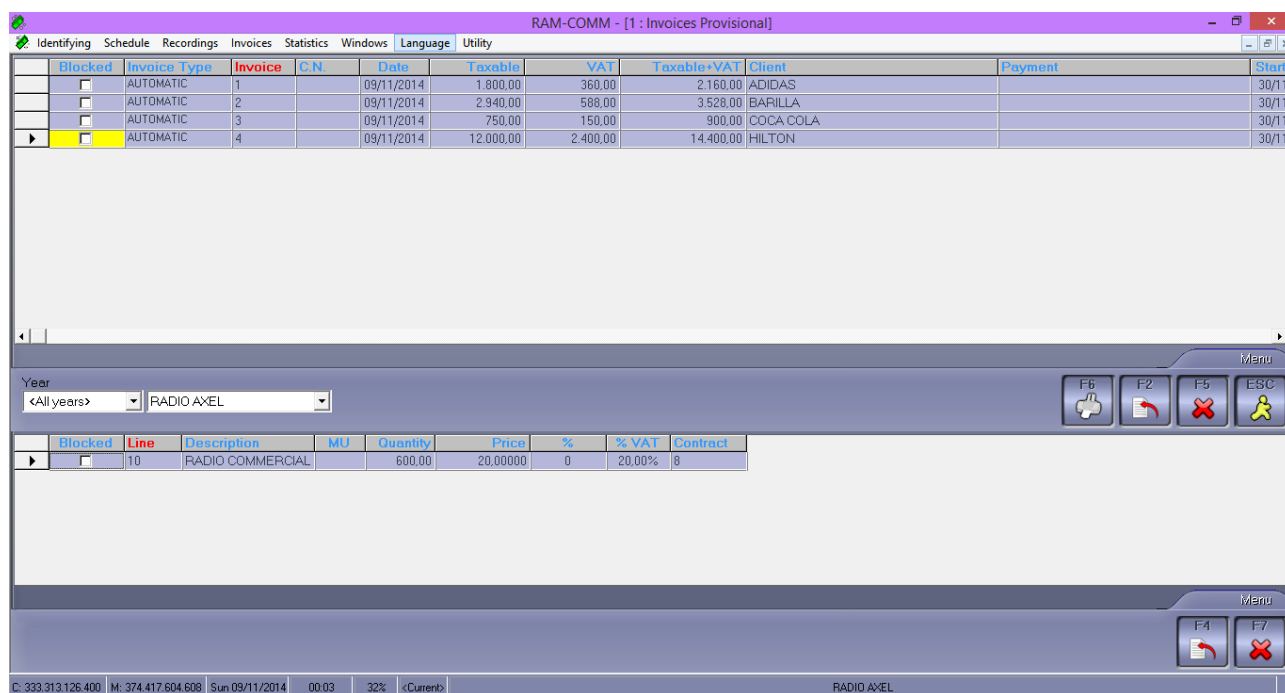 RAM-COMM - [1 : Invoices Provisional]
Identifying Schedule Recordings Invoices Statistics Windows Language Utility
Blocked Invoice Type Invoice C.N. Date Taxable VAT Taxable+VAT Client Payment Start
AUTOMATIC 1 09/11/2014 1.800,00 360,00 2.160,00 ADIDAS 30/11
AUTOMATIC 2 09/11/2014 2.940,00 588,00 3.528,00 BARILLA 30/11
AUTOMATIC 3 09/11/2014 750,00 150,00 900,00 COCA COLA 30/11
AUTOMATIC 4 09/11/2014 12.000,00 2.400,00 14.400,00 HILTON 30/11
Menu
Year
<All years> RADIO AXEL
F6 F2 F5 ESC
Blocked Line Description MU Quantity Price % % VAT Contract
10 RADIO COMMERCIAL 600,00 20,00000 0 20,00% 8
Menu
F4 F7
C: 333.313.126.400 M: 374.417.604.608 Sun 09/11/2014 00:03 32% <Current> RADIO AXEL